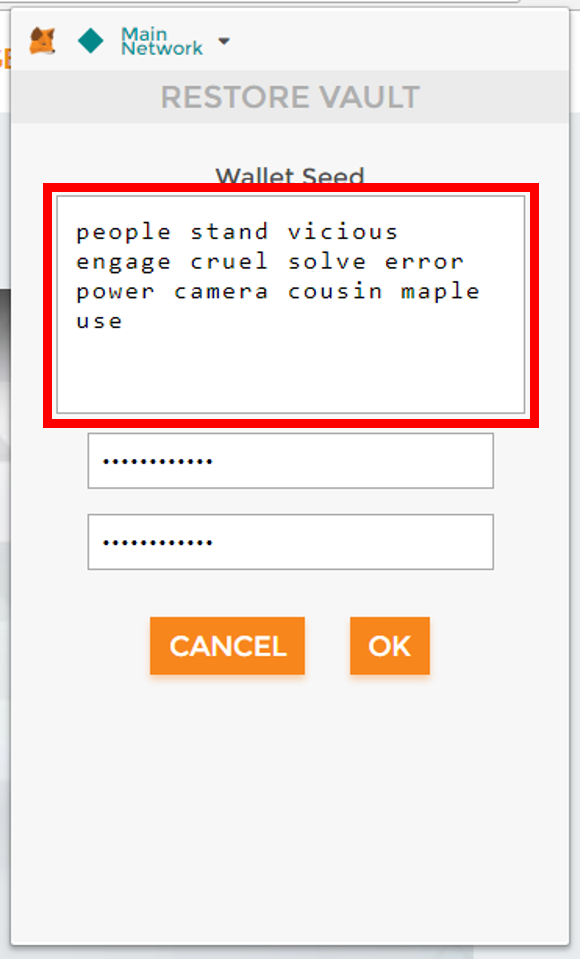 Main
Network
RESTORE VAULT
Wallet Seed
people stand vicious
engage cruel solve error
power camera cousin maple
use
CANCEL OK